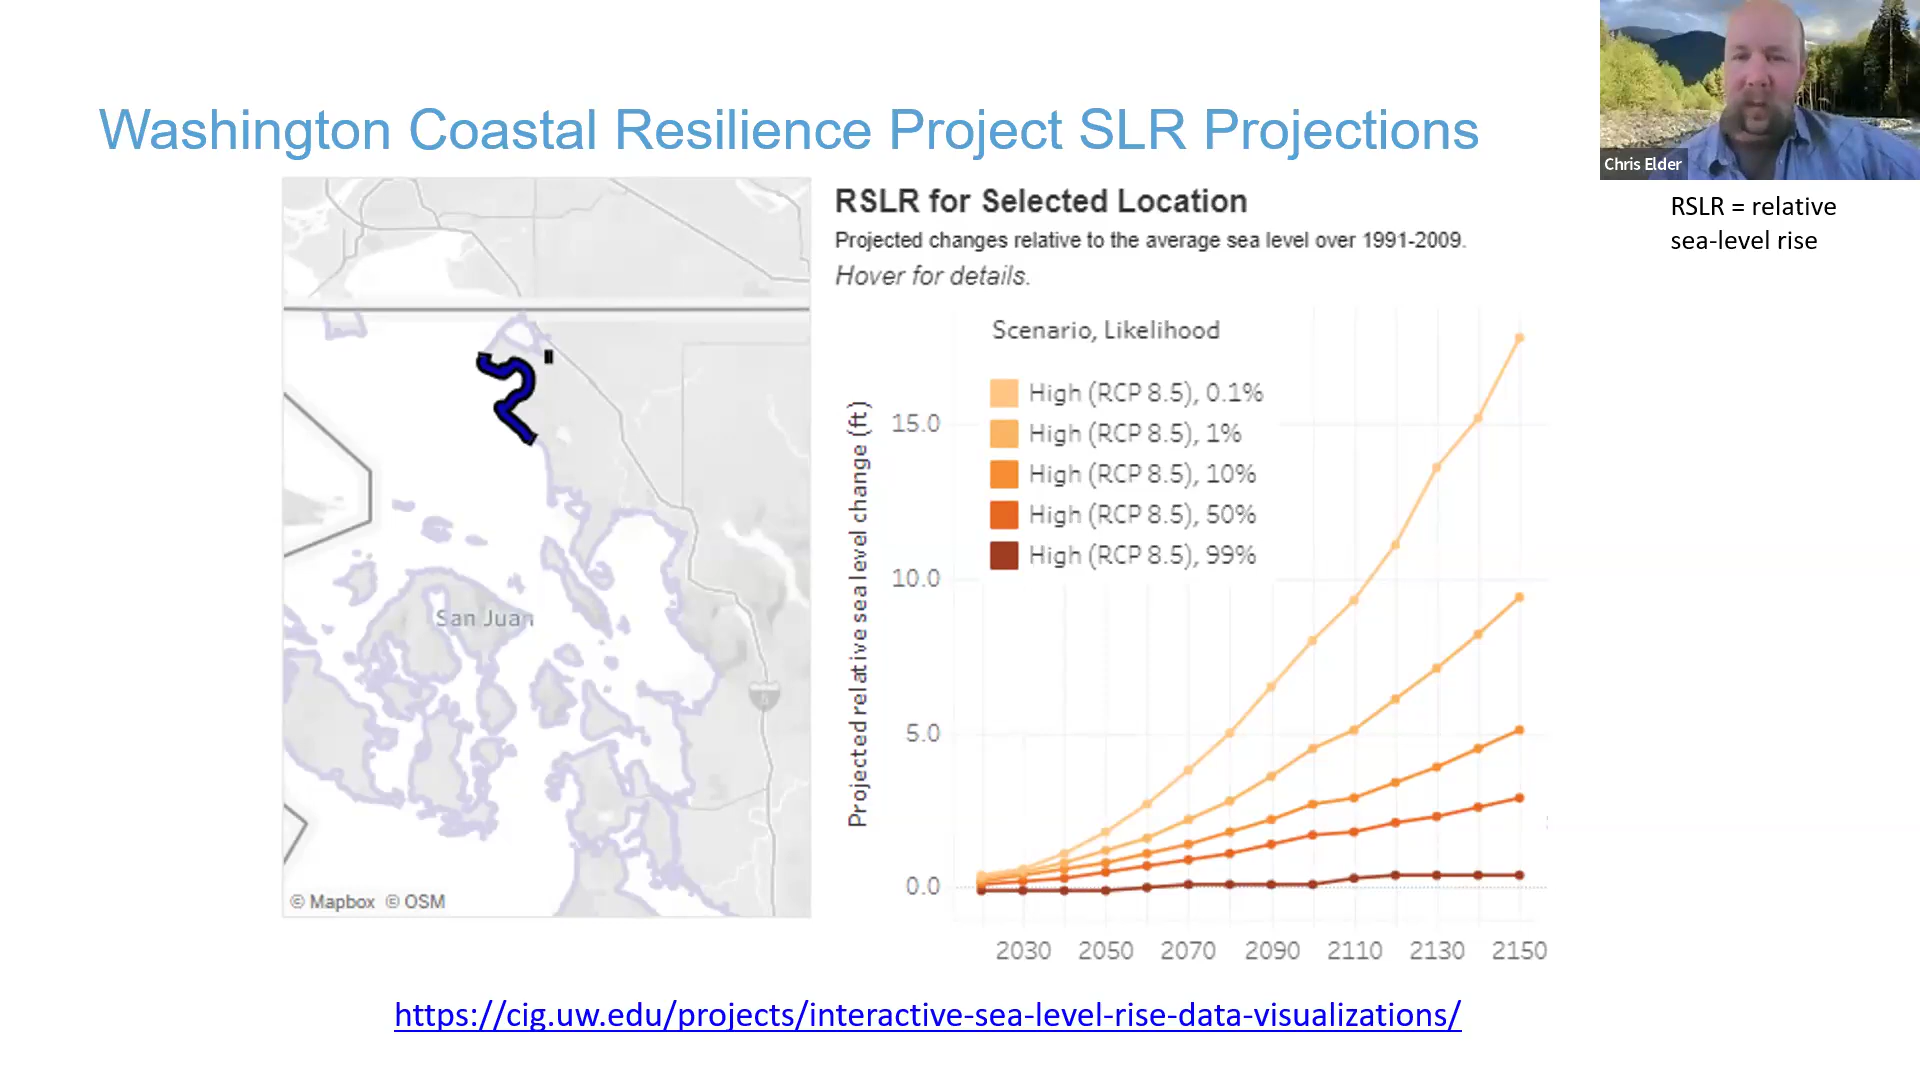 Washington Coastal Resilience Project SLR Projections
Chris Elder
RSLR = relative
sea-level rise
RSLR for Selected Location
Projected changes relative to the average sea level over 1991-2009.
Hover for details.
San Juan
5
© Mapbox © OSM
Scenario, Likelihood
High (RCP 8.5), 0.1%
High (RCP 8.5), 1%
High (RCP 8.5), 10%
High (RCP 8.5), 50%
High (RCP 8.5), 99%
Projected relative sea level change (ft)
15.0
10.0
5.0
0.0
2030 2050 2070 2090 2110 2130 2150
https://cig.uw.edu/projects/interactive-sea-level-rise-data-visualizations/